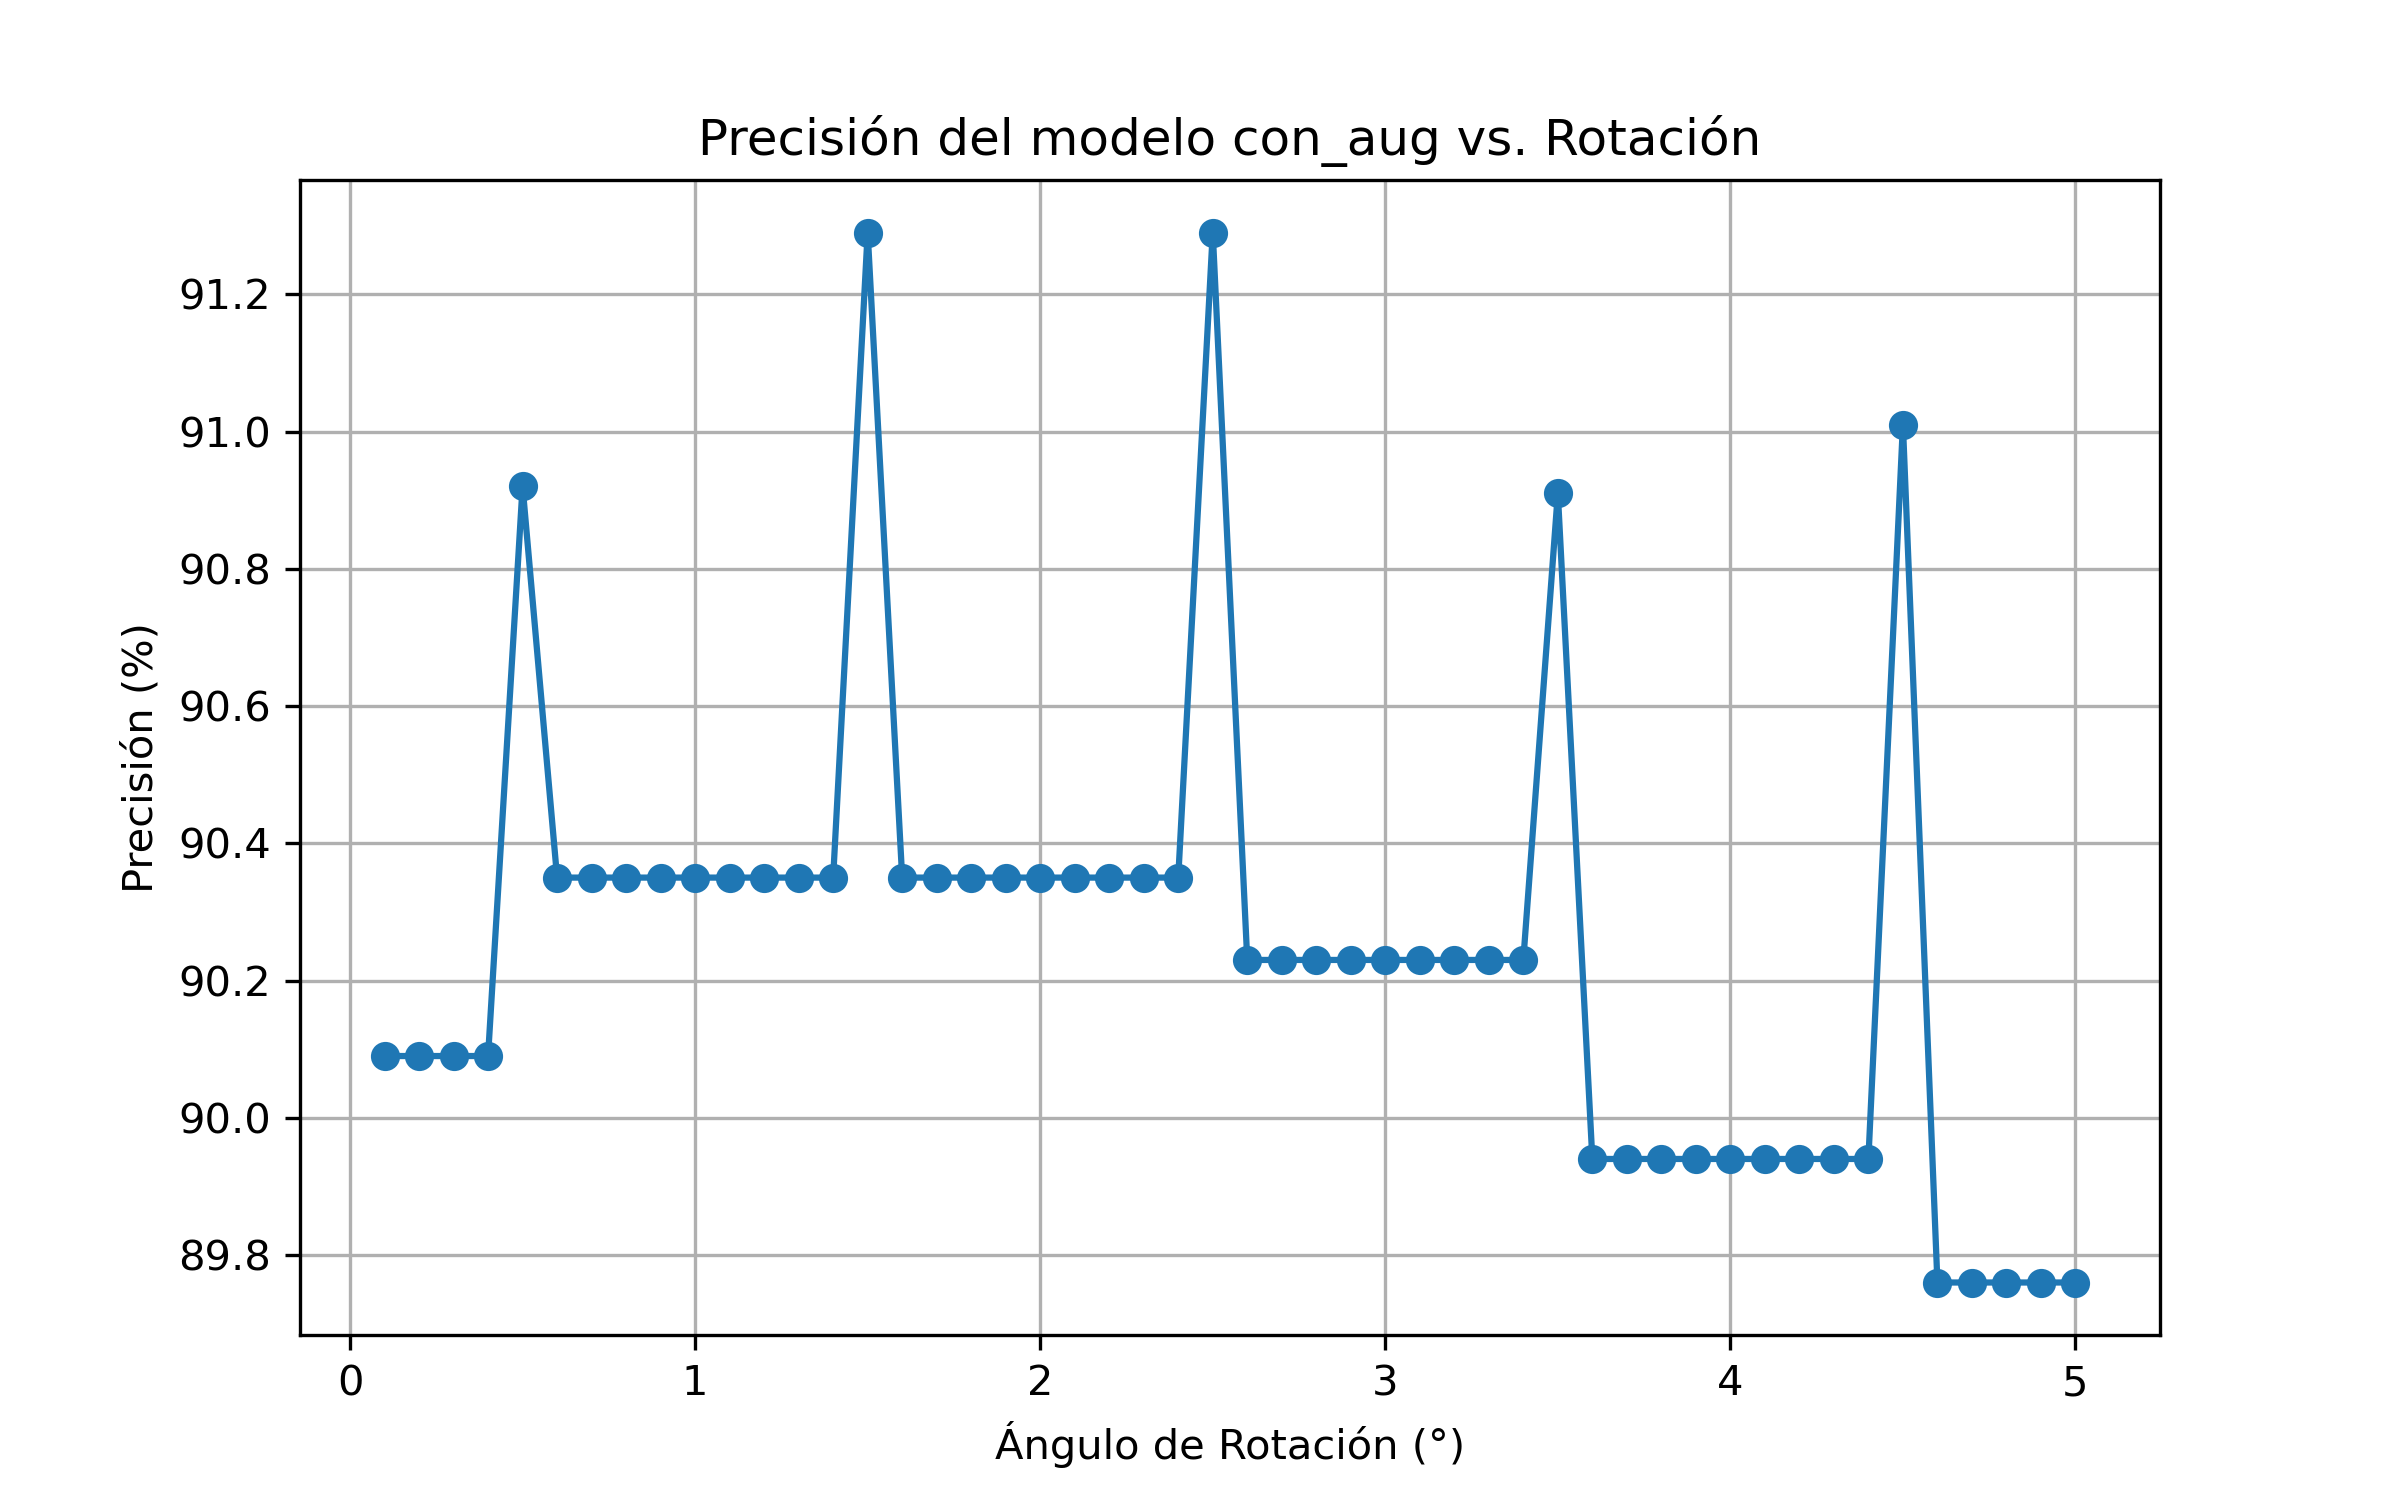 Precisión del modelo con_aug vs. Rotación
Precisión (%)
91.2
91.0
90.8
90.6
90.4
90.2
90.0
89.8
0 1 2 3 4 5
Ángulo de Rotación (°)